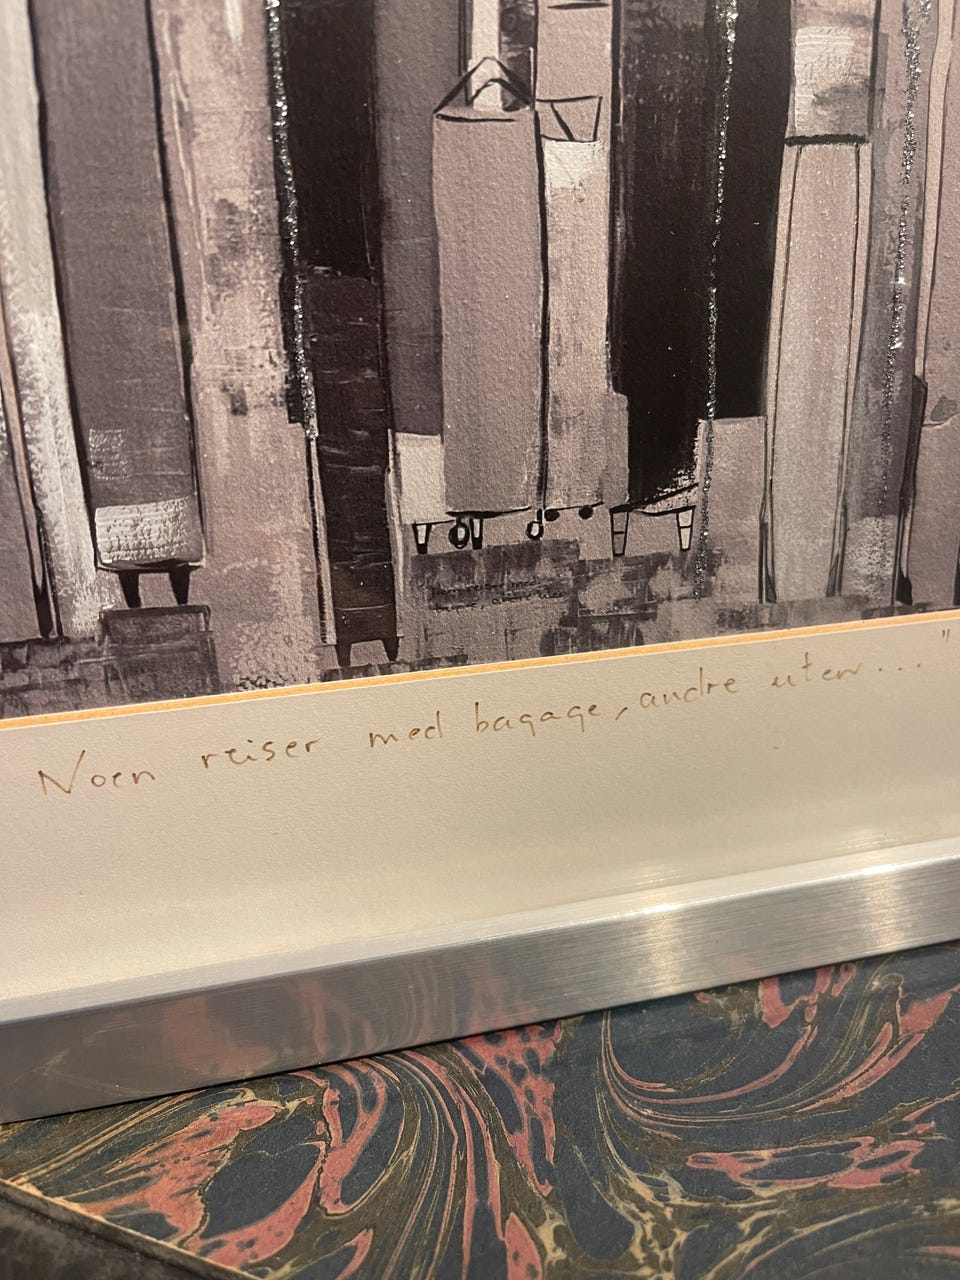 Noen reiser med bagage, andre uten..."